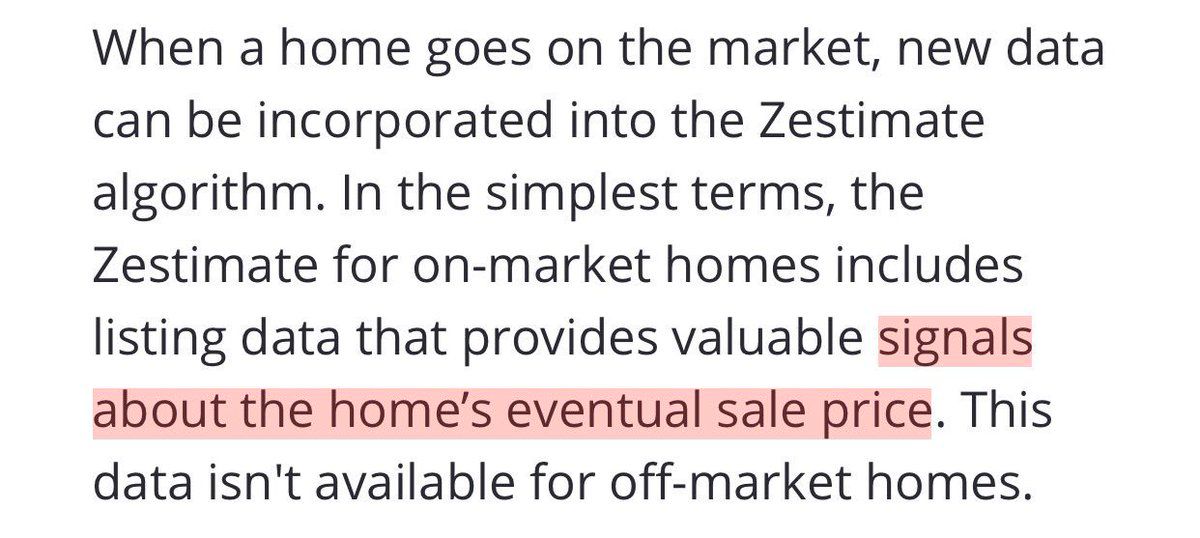 When a home goes on the market, new data
can be incorporated into the Zestimate
algorithm. In the simplest terms, the
Zestimate for on-market homes includes
listing data that provides valuable signals
about the home’s eventual sale price. This
data isn't available for off-market homes.